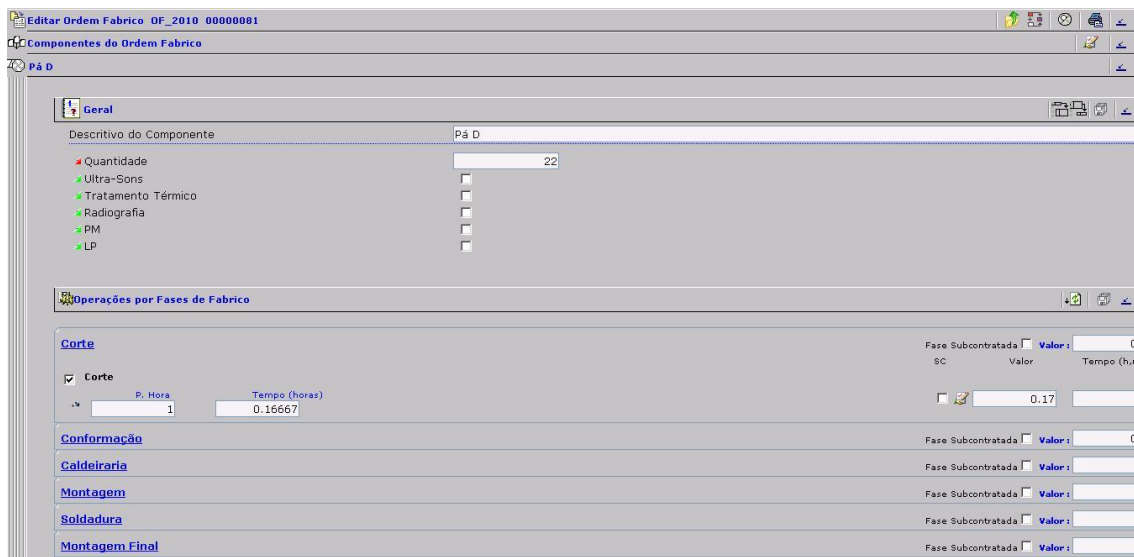 Editar Ordem Fabrico OF_2010 00000081
Componentes do Ordem Fabrico
Pá D
Geral
Descritivo do Componente Pá D
Quantidade 22
Ultra-Sons
Tratamento Térmico
Radiografia
PM
LP
Operações por Fases de Fabrico
Corte Fase Subcontratada Valor:
SC Valor Tempo (h,
Corte
P. Hora Tempo (horas)
1 0.16667 0.17
Conformação Fase Subcontratada Valor:
Caldeiraria Fase Subcontratada Valor:
Montagem Fase Subcontratada Valor:
Soldadura Fase Subcontratada Valor:
Montagem Final Fase Subcontratada Valor: